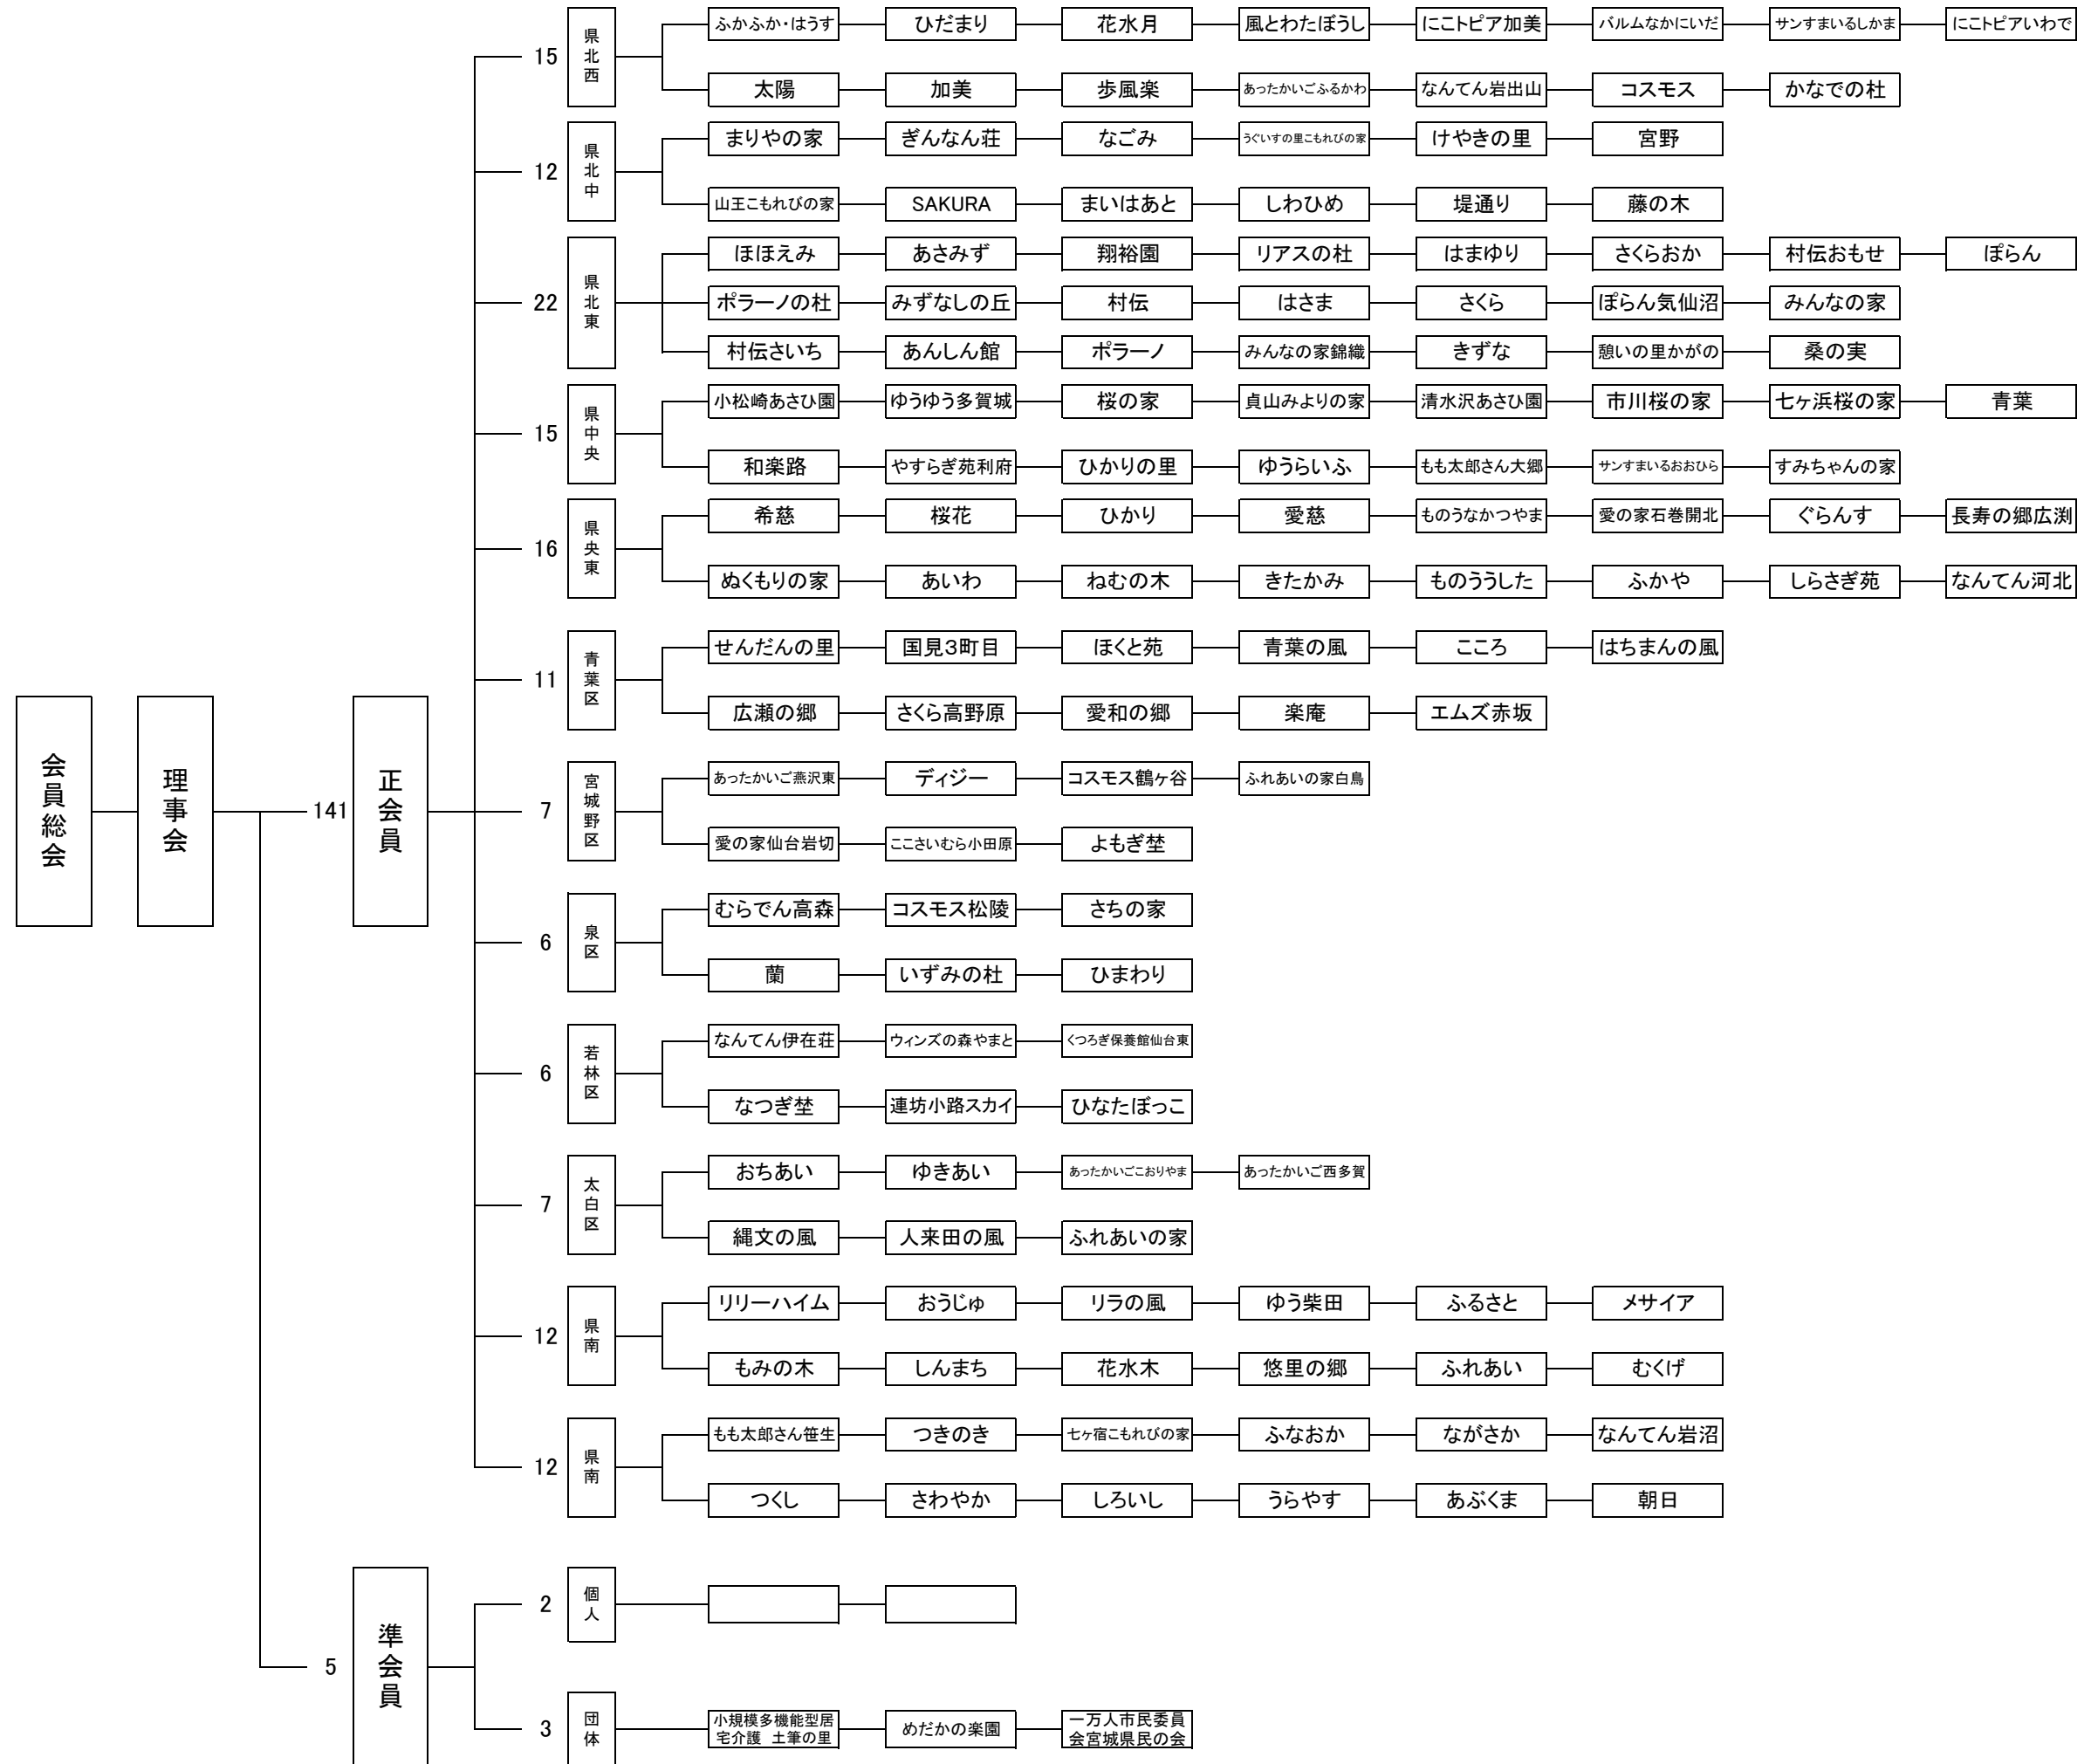 15
県北西
ふかふか・はうす
ひだまり
花水月
風とわたぼうし
にこトピア加美
バルムなかにいだ
サンすまいるしかま
にこトピアいわで
太陽
加美
歩風楽
あったかいごふるかわ
なんてん岩出山
コスモス
かなでの杜
12
県北中
まりやの家
ぎんなん荘
なごみ
うぐいすの里こもれびの家
けやきの里
宮野
山王こもれびの家
SAKURA
まいはあと
しわひめ
堤通り
藤の木
22
県北東
ほほえみ
あさみず
翔裕園
リアスの杜
はまゆり
さくらおか
村伝おもせ
ぽらん
ポラーノの杜
みずなしの丘
村伝
はさま
さくら
ぽらん気仙沼
みんなの家
村伝さいち
あんしん館
ポラーノ
みんなの家錦織
きずな
憩いの里かがの
桑の実
15
県中央
小松崎あさひ園
ゆうゆう多賀城
桜の家
貞山みよりの家
清水沢あさひ園
市川桜の家
七ヶ浜桜の家
青葉
和楽路
やすらぎ苑利府
ひかりの里
ゆうらいふ
もも太郎さん大郷
サンすまいるおおひら
すみちゃんの家
16
県央東
希慈
桜花
ひかり
愛慈
ものうなかつやま
愛の家石巻開北
ぐらんす
長寿の郷広渕
ぬくもりの家
あいわ
ねむの木
きたかみ
ものううした
ふかや
しらさぎ苑
なんてん河北
11
青葉区
せんだんの里
国見3町目
ほくと苑
青葉の風
こころ
はちまんの風
広瀬の郷
さくら高野原
愛和の郷
楽庵
エムズ赤坂
会員総会
理事会
141
正会員
7
宮城野区
あったかいご燕沢東
ディジー
コスモス鶴ヶ谷
ふれあいの家白鳥
愛の家仙台岩切
ここさいむら小田原
よもぎ埜
6
泉区
むらでん高森
コスモス松陵
さちの家
蘭
いずみの杜
ひまわり
6
若林区
なんてん伊在荘
ウィンズの森やまと
くつろぎ保養館仙台東
なつぎ埜
連坊小路スカイ
ひなたぼっこ
7
太白区
おちあい
ゆきあい
あったかいごこおりやま
あったかいご西多賀
縄文の風
人来田の風
ふれあいの家
12
県南
リリーハイム
おうじゅ
リラの風
ゆう柴田
ふるさと
メサイア
もみの木
しんまち
花水木
悠里の郷
ふれあい
むくげ
12
県南
もも太郎さん笹生
つきのき
七ヶ宿こもれびの家
ふなおか
ながさか
なんてん岩沼
つくし
さわやか
しろいし
うらやす
あぶくま
朝日
5
準会員
2
個人
3
団体
小規模多機能型居
宅介護 土筆の里
めだかの楽園
一万人市民委員
会宮城県民の会